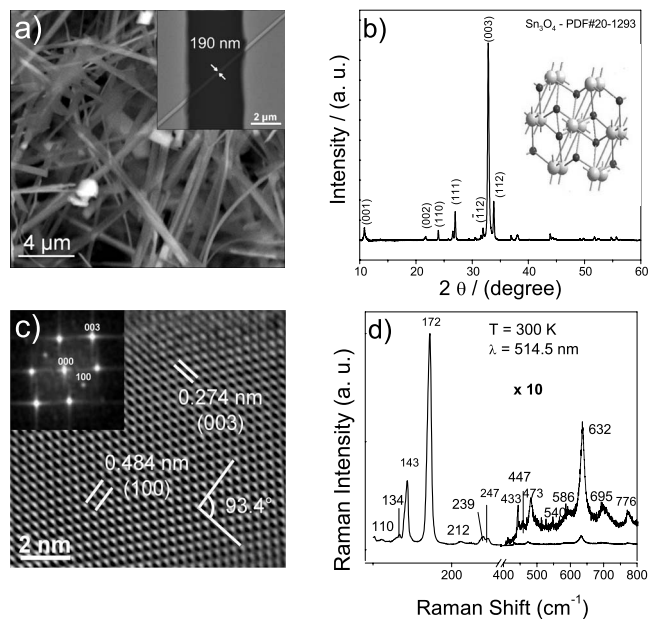 a)
190 nm
2 µm
4 µm
b)
Sn₃O₄ - PDF#20-1293
Intensity / (a. u.)
(001)
(002)
(110)
(111)
(1̄12)
(003)
(112)
10 20 30 40 50 60
2 θ / (degree)
c)
003
000
100
0.274 nm
(003)
0.484 nm
(100)
93.4°
2 nm
d)
172
T = 300 K
λ = 514.5 nm
x 10
Raman Intensity (a. u.)
110
134
143
212
239
247
433
447
473
540
586
632
695
776
200 400 500 600 700 800
Raman Shift (cm⁻¹)